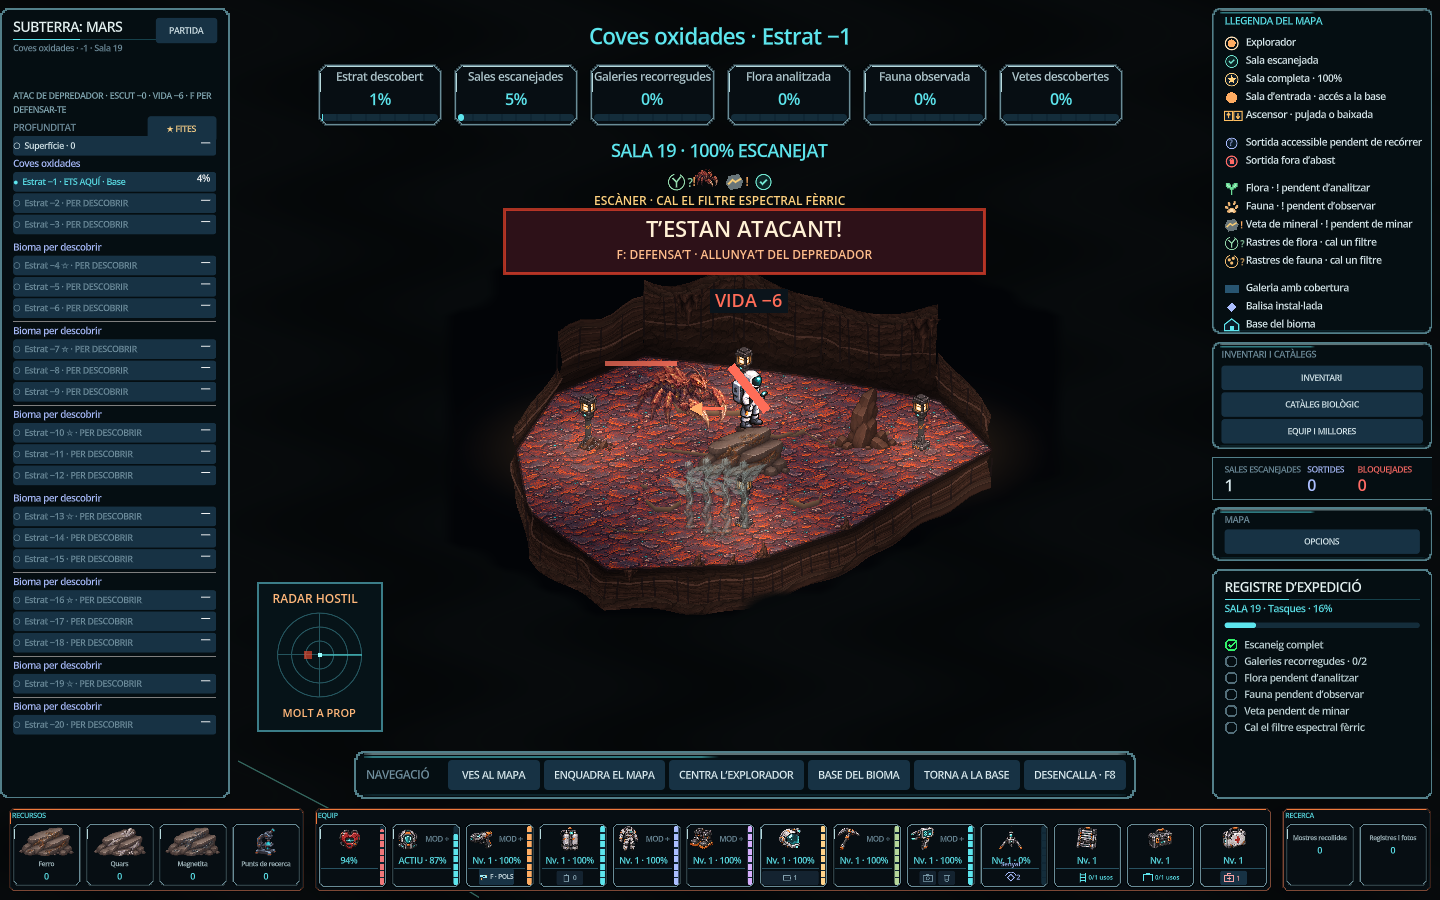 SUBTERRA: MARS
PARTIDA
Coves oxidades · -1 · Sala 19
ATAC DE DEPREDADOR · ESCUT −0 · VIDA −6 · F PER
DEFENSAR-TE
PROFUNDITAT
★ FITES
Superfície · 0 —
Coves oxidades
Estrat −1 · ETS AQUÍ · Base 4%
Estrat −2 · PER DESCOBRIR —
Estrat −3 · PER DESCOBRIR —
Bioma per descobrir
Estrat −4 ☆ · PER DESCOBRIR —
Estrat −5 · PER DESCOBRIR —
Estrat −6 · PER DESCOBRIR —
Bioma per descobrir
Estrat −7 ☆ · PER DESCOBRIR —
Estrat −8 · PER DESCOBRIR —
Estrat −9 · PER DESCOBRIR —
Bioma per descobrir
Estrat −10 ☆ · PER DESCOBRIR —
Estrat −11 · PER DESCOBRIR —
Estrat −12 · PER DESCOBRIR —
Bioma per descobrir
Estrat −13 ☆ · PER DESCOBRIR —
Estrat −14 · PER DESCOBRIR —
Estrat −15 · PER DESCOBRIR —
Bioma per descobrir
Estrat −16 ☆ · PER DESCOBRIR —
Estrat −17 · PER DESCOBRIR —
Estrat −18 · PER DESCOBRIR —
Bioma per descobrir
Estrat −19 ☆ · PER DESCOBRIR —
Bioma per descobrir
Estrat −20 · PER DESCOBRIR —
Coves oxidades · Estrat −1
Estrat descobert
1%
Sales escanejades
5%
Galeries recorregudes
0%
Flora analitzada
0%
Fauna observada
0%
Vetes descobertes
0%
SALA 19 · 100% ESCANEJAT
?! !
ESCÀNER · CAL EL FILTRE ESPECTRAL FÈRRIC
T'ESTAN ATACANT!
F: DEFENSA'T · ALLUNYA'T DEL DEPREDADOR
VIDA −6
RADAR HOSTIL
MOLT A PROP
NAVEGACIÓ
VES AL MAPA
ENQUADRA EL MAPA
CENTRA L'EXPLORADOR
BASE DEL BIOMA
TORNA A LA BASE
DESENCALLA · F8
LLEGENDA DEL MAPA
Explorador
Sala escanejada
Sala completa · 100%
Sala d'entrada · accés a la base
Ascensor · pujada o baixada
Sortida accessible pendent de recórrer
Sortida fora d'abast
Flora · ! pendent d'analitzar
Fauna · ! pendent d'observar
! Veta de mineral · ! pendent de minar
? Rastres de flora · cal un filtre
? Rastres de fauna · cal un filtre
Galeria amb cobertura
Balisa instal·lada
Base del bioma
INVENTARI I CATÀLEGS
INVENTARI
CATÀLEG BIOLÒGIC
EQUIP I MILLORES
SALES ESCANEJADES
1
SORTIDES
0
BLOQUEJADES
0
MAPA
OPCIONS
REGISTRE D'EXPEDICIÓ
SALA 19 · Tasques · 16%
Escaneig complet
Galeries recorregudes · 0/2
Flora pendent d'analitzar
Fauna pendent d'observar
Veta pendent de minar
Cal el filtre espectral fèrric
RECURSOS
Ferro
0
Quars
0
Magnetita
0
Punts de recerca
0
EQUIP
94%
MOD +
ACTIU · 87%
MOD +
Nv. 1 · 100%
F · POLS
Nv. 1 · 100%
0
MOD +
Nv. 1 · 100%
MOD +
Nv. 1 · 100%
Nv. 1 · 100%
1
MOD +
Nv. 1 · 100%
MOD +
Nv. 1 · 100%
Nv. 1 · 0%
2
Nv. 1
0/1 usos
Nv. 1
0/1 usos
Nv. 1
1
RECERCA
Mostres recollides
0
Registres i fotos
0